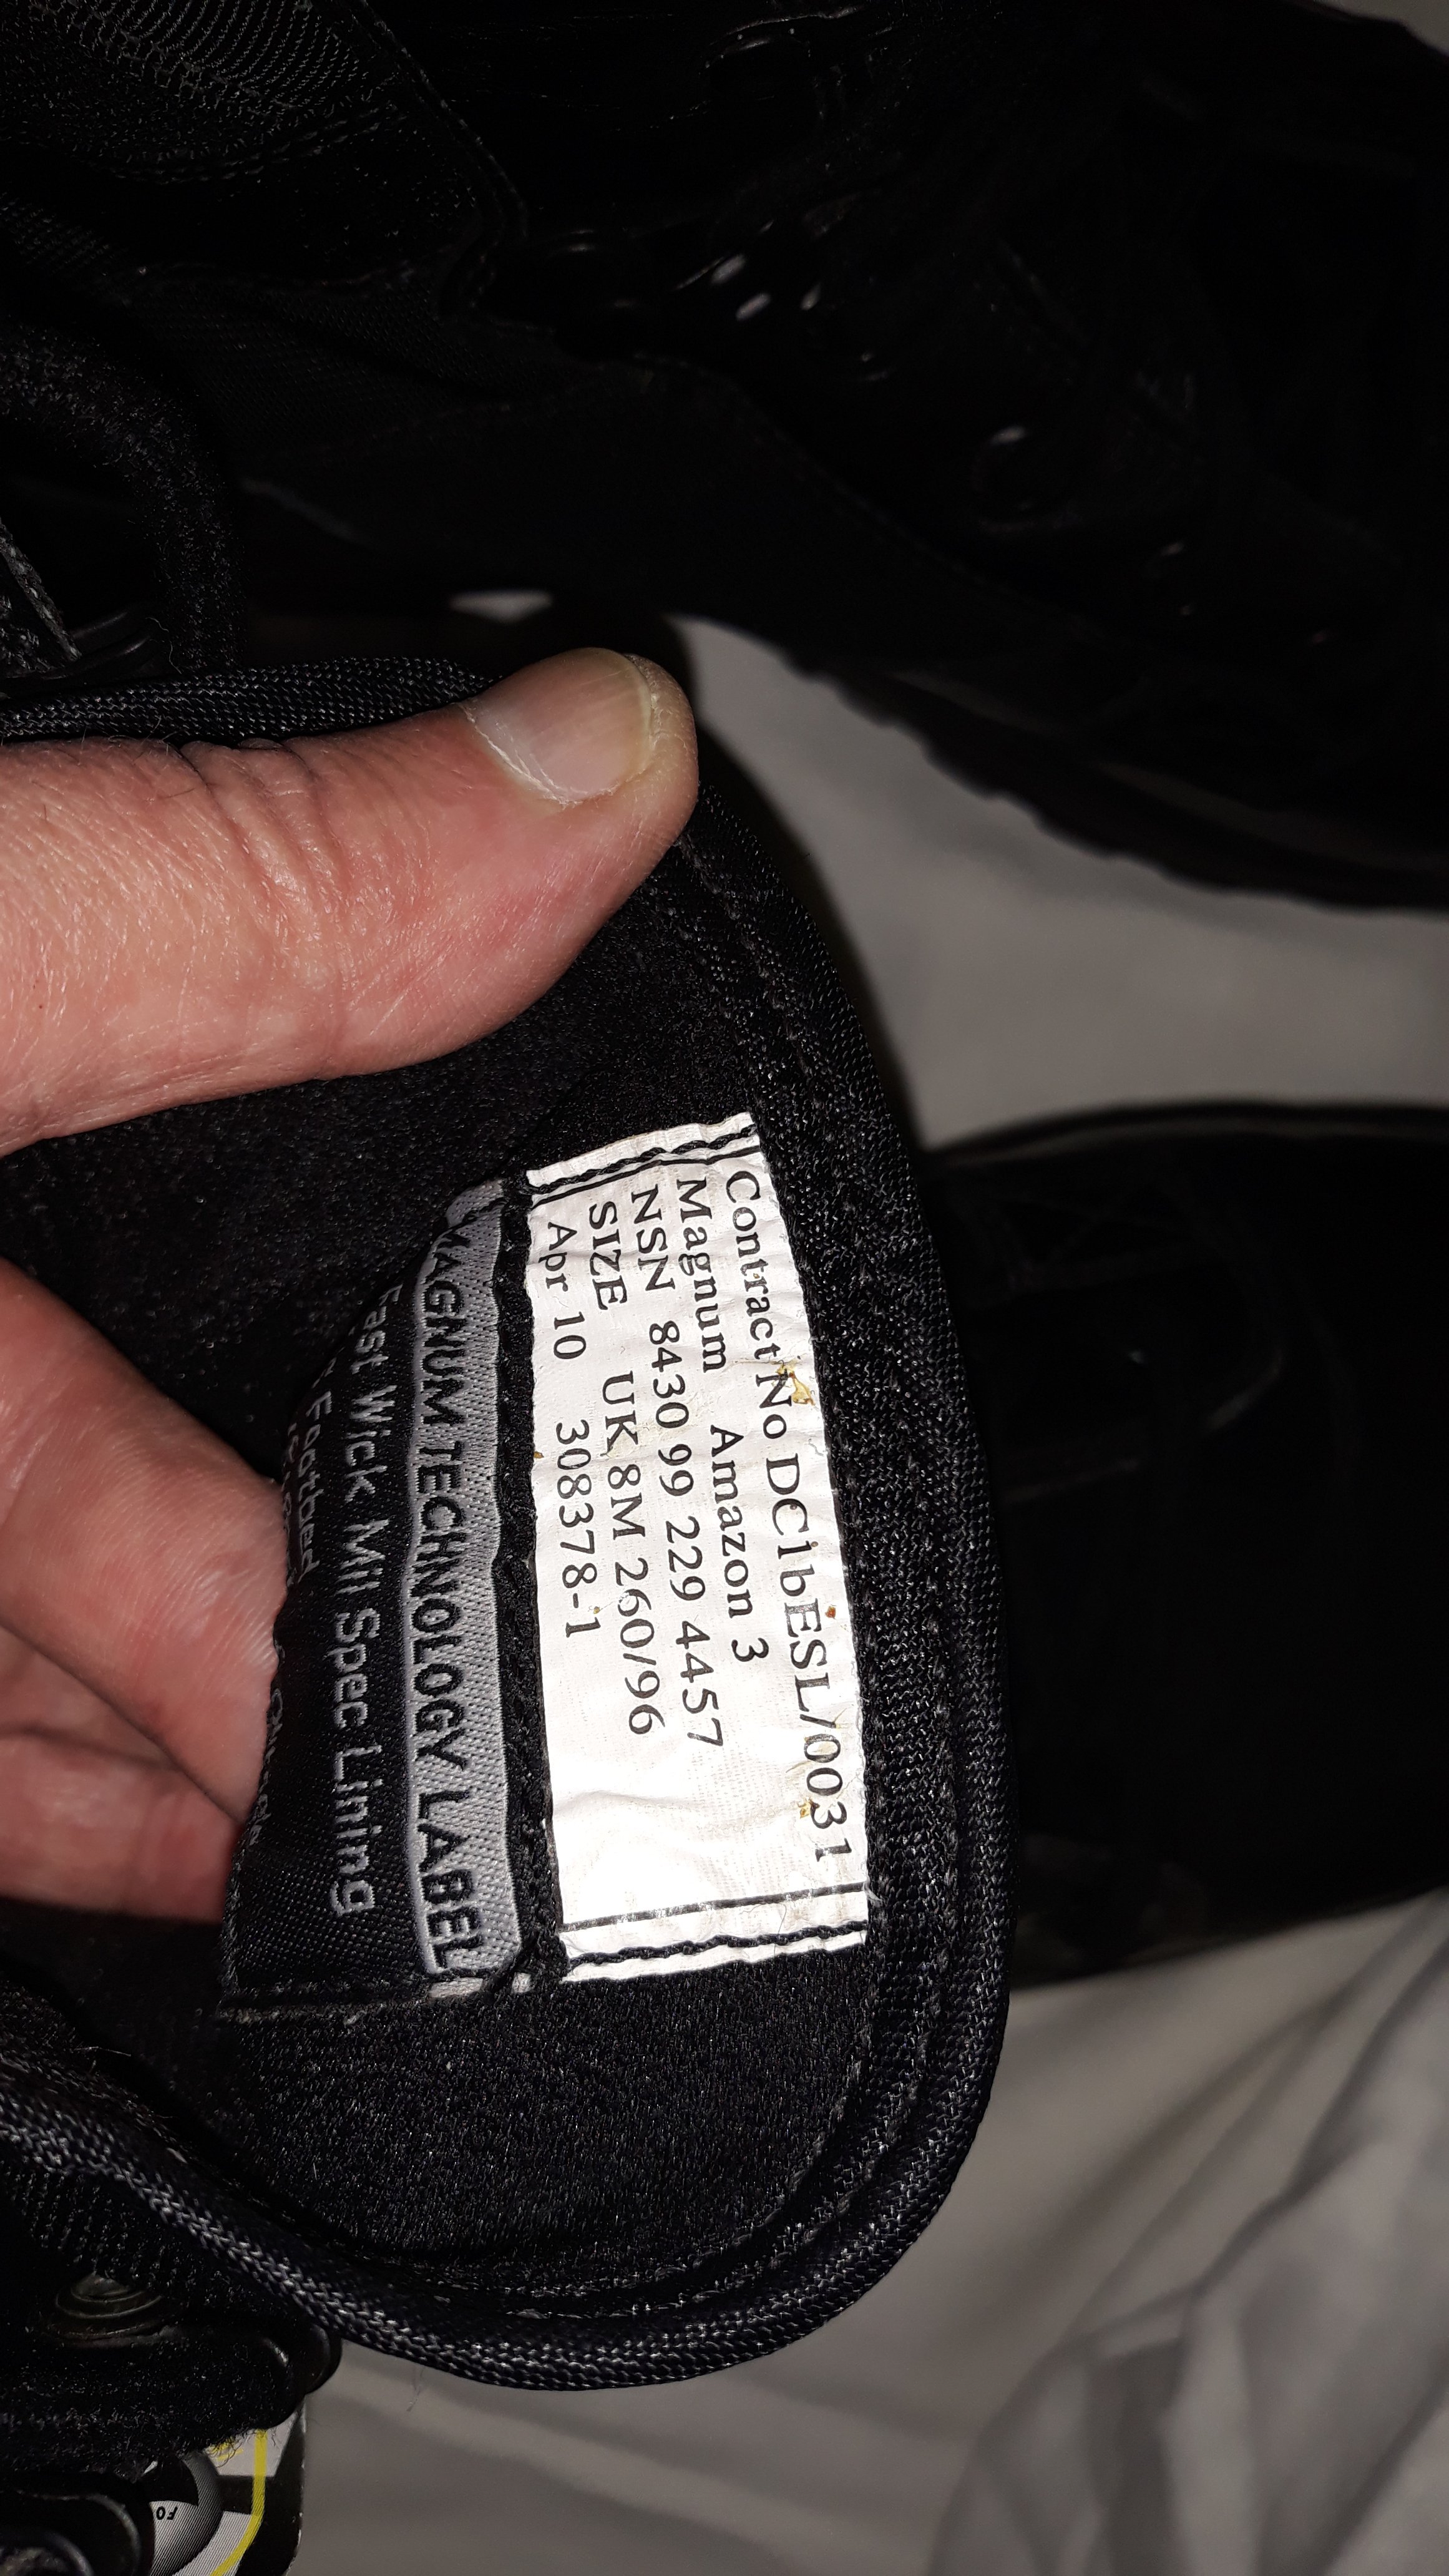 Contract No DC1bESL/0031
Magnum Amazon 3
NSN 8430 99 229 4457
SIZE UK 8M 260/96
Apr 10 308378-1
MAGNUM TECHNOLOGY LABEL
Fast Wick Mil Spec Lining